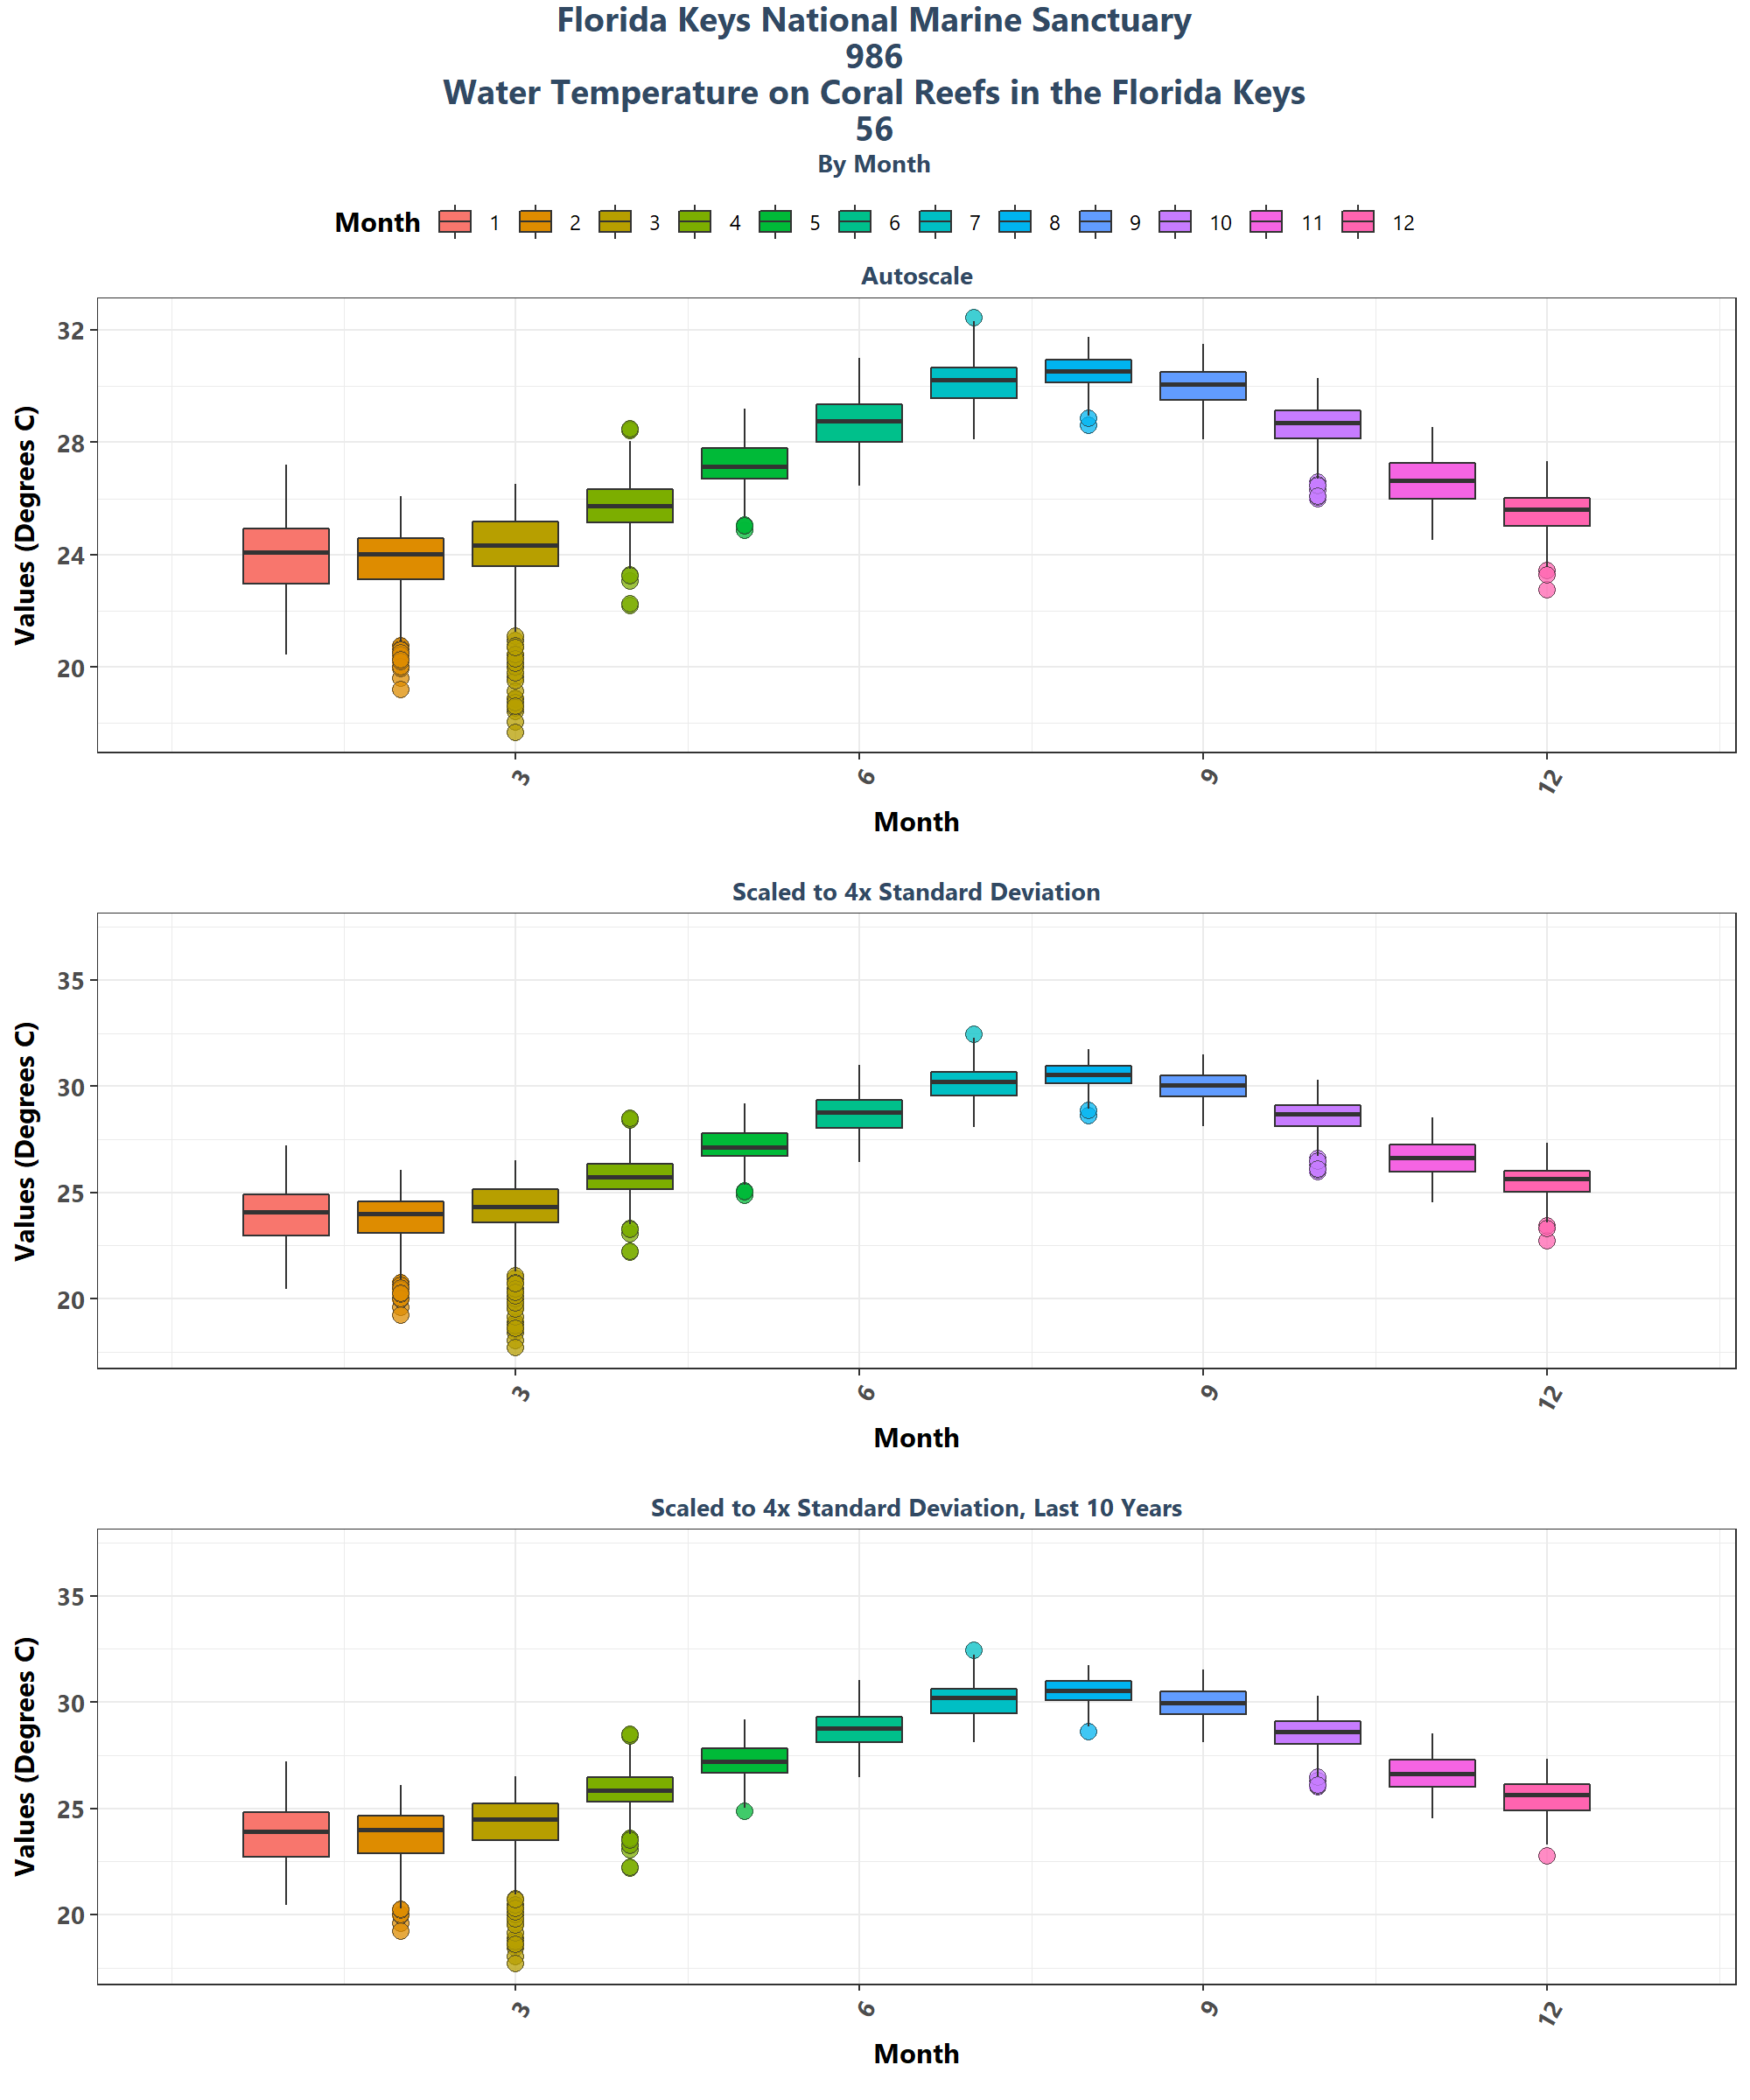 Florida Keys National Marine Sanctuary
986
Water Temperature on Coral Reefs in the Florida Keys
56
By Month
Month 1 2 3 4 5 6 7 8 9 10 11 12
Autoscale
Values (Degrees C)
32
28
24
20
3 6 9 12
Month
Scaled to 4x Standard Deviation
Values (Degrees C)
35
30
25
20
3 6 9 12
Month
Scaled to 4x Standard Deviation, Last 10 Years
Values (Degrees C)
35
30
25
20
3 6 9 12
Month